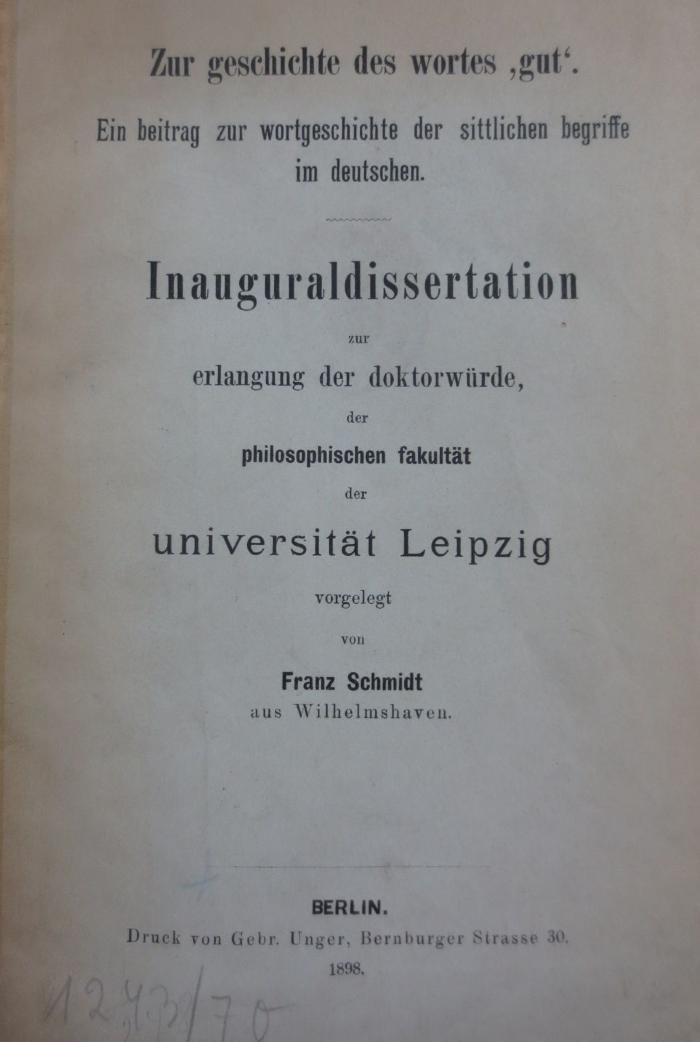 Zur geschichte des wortes ‚gut‘.
Ein beitrag zur wortgeschichte der sittlichen begriffe
im deutschen.
Inauguraldissertation
zur
erlangung der doktorwürde,
der
philosophischen fakultät
der
universität Leipzig
vorgelegt
von
Franz Schmidt
aus Wilhelmshaven.
BERLIN.
Druck von Gebr. Unger, Bernburger Strasse 30.
1898.